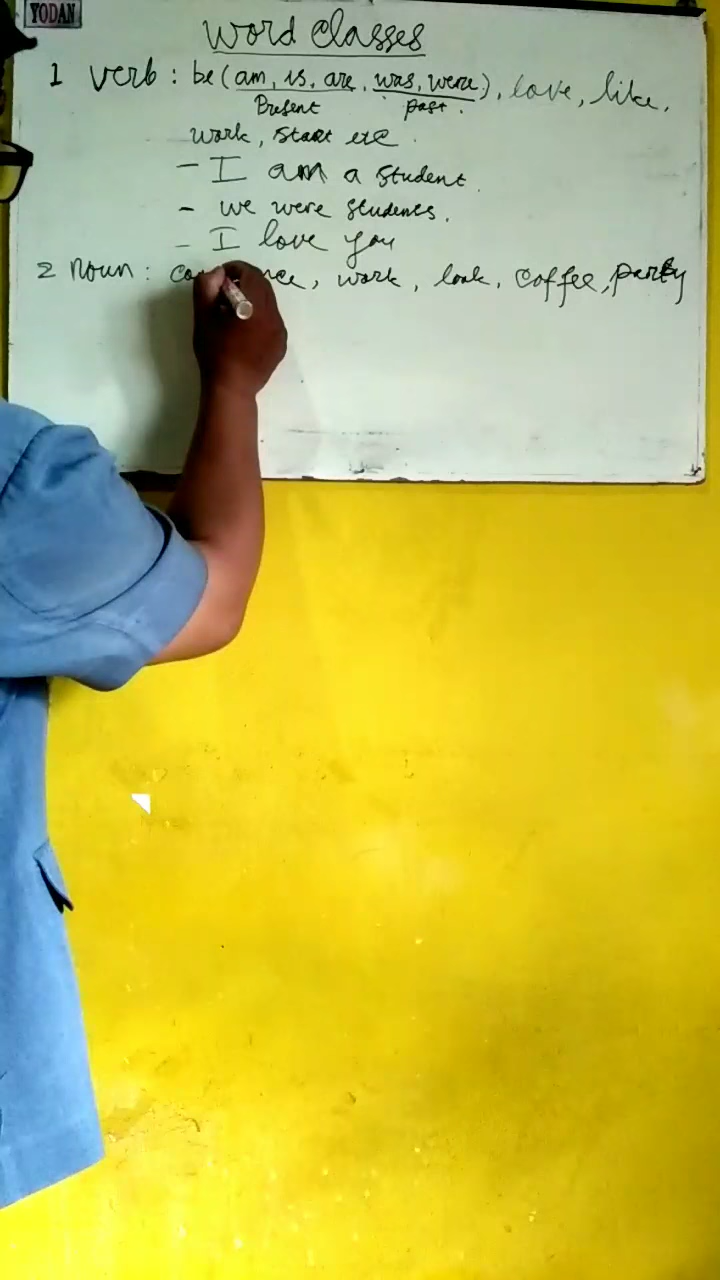 YODAN
Word Classes
1 verb : be (am, is, are, was, were), love, like,
Present past.
work, start etc.
- I am a student.
- we were students.
- I love you
2 Noun : work, look, coffee, party